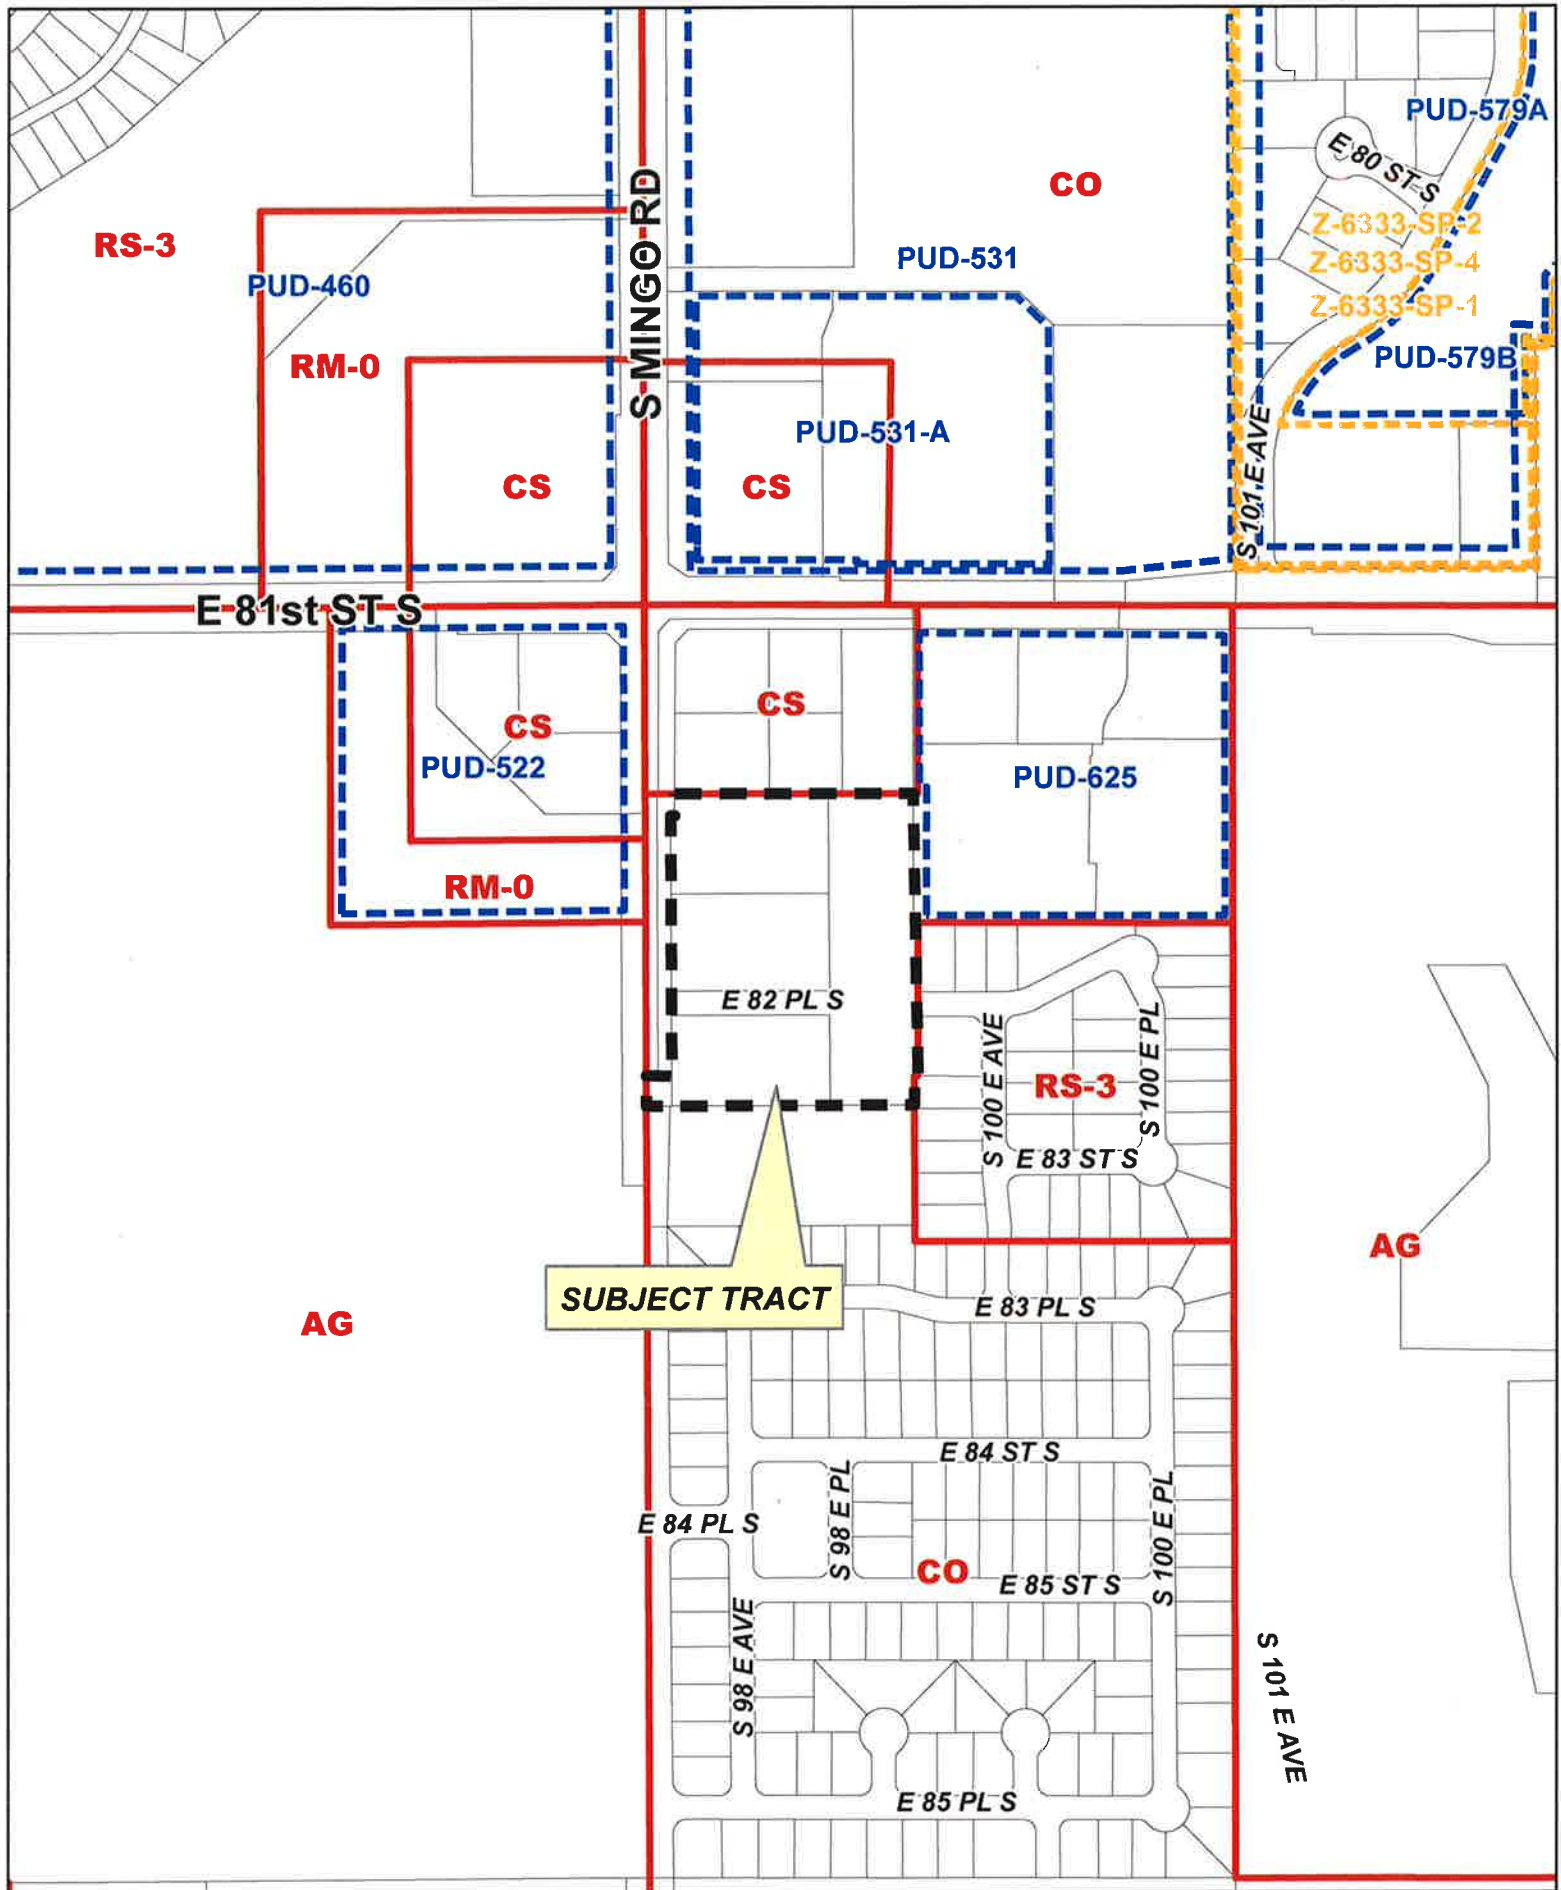 PUD-579A
E 80 ST S
CO
Z-6333-SP-2
RS-3
PUD-531
Z-6333-SP-4
PUD-460
S MINGO RD
Z-6333-SP-1
RM-0
PUD-579B
PUD-531-A
S 101 E AVE
CS
CS
E 81st ST S
CS
CS
PUD-522
PUD-625
RM-0
E 82 PL S
S 100 E AVE
S 100 E PL
RS-3
E 83 ST S
AG
SUBJECT TRACT
E 83 PL S
AG
E 84 ST S
E 84 PL S
S 98 E PL
S 100 E PL
CO
E 85 ST S
S 98 E AVE
S 101 E AVE
E 85 PL S